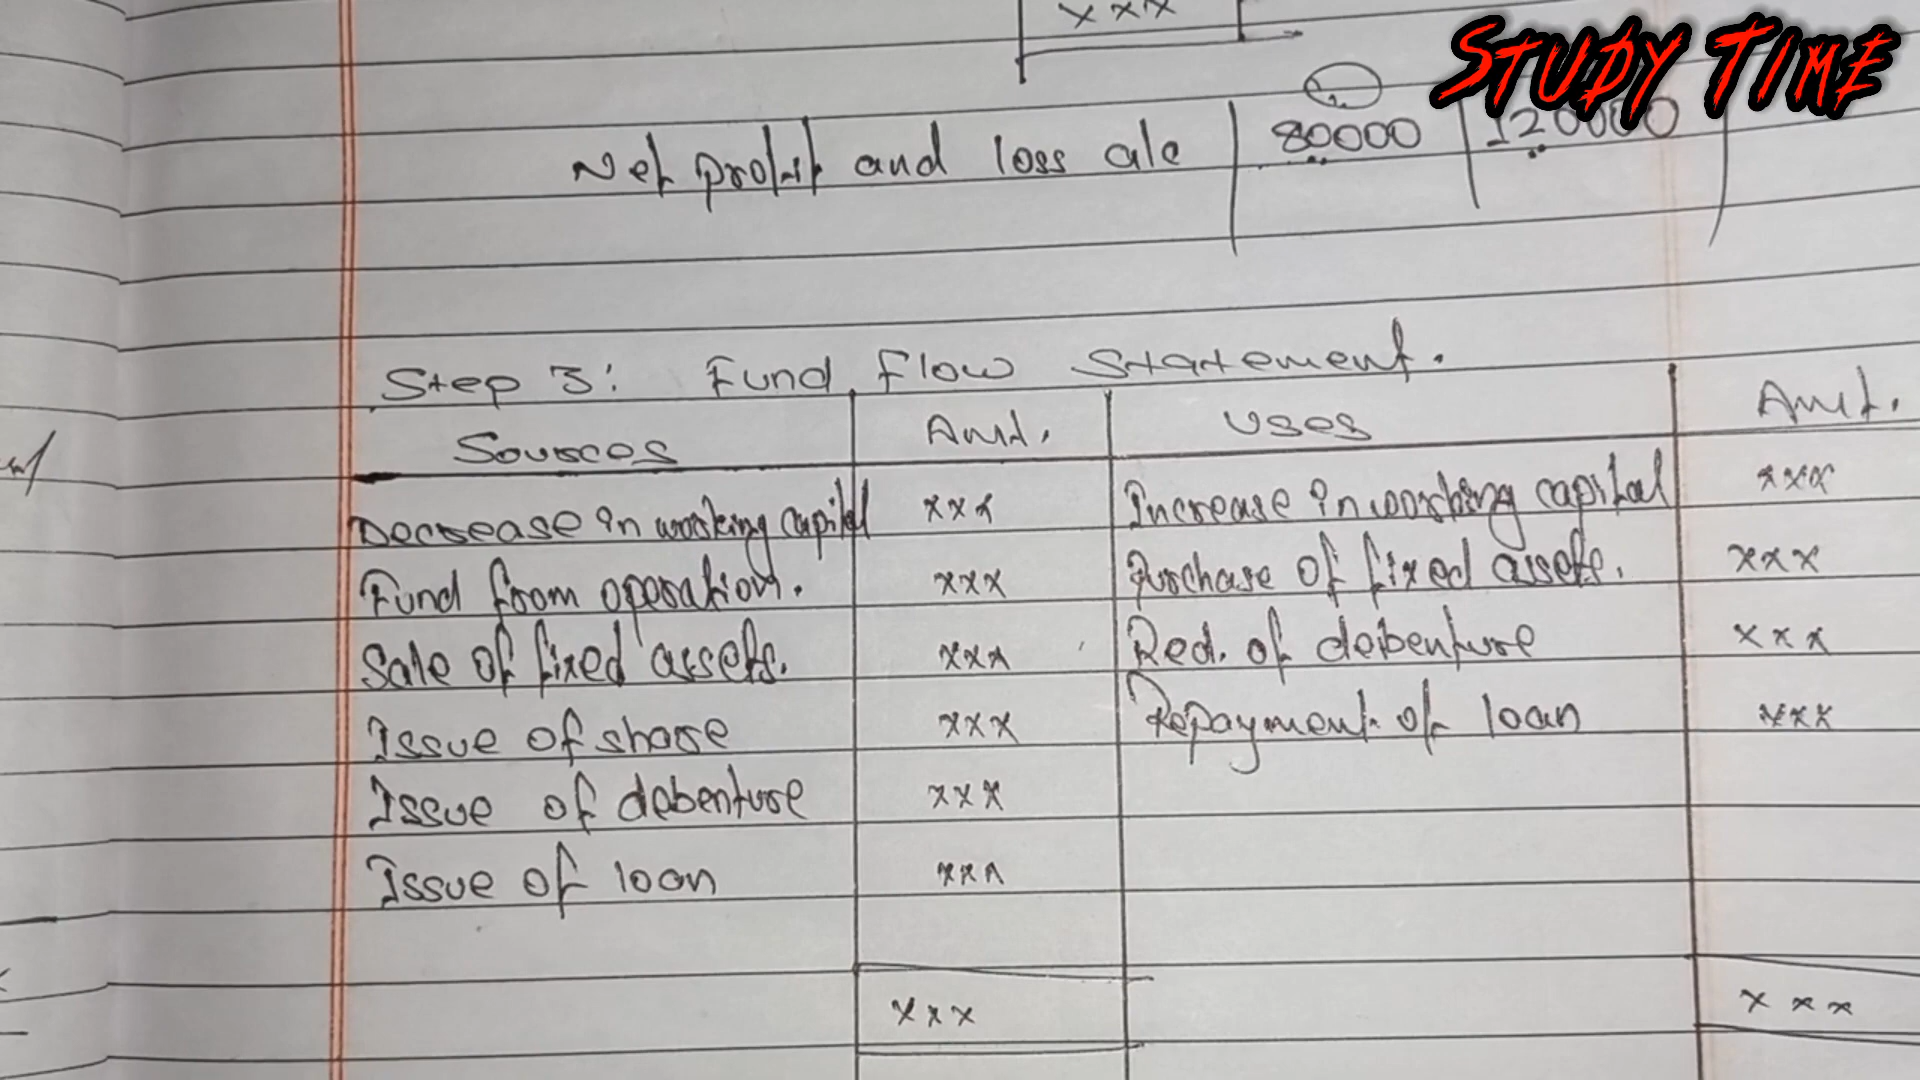 xxx
STUDY TIME
Net profit and loss a/c 80000 120000
Step 3: Fund Flow Statement.
Sources Amt. Uses Amt.
Decrease in working capital xxx Increase in working capital xxx
Fund from operation. xxx Purchase of fixed assets. xxx
Sale of fixed assets. xxx Red. of debenture xxx
Issue of share xxx Repayment of loan xxx
Issue of debenture xxx
Issue of loan xxx
xxx xxx